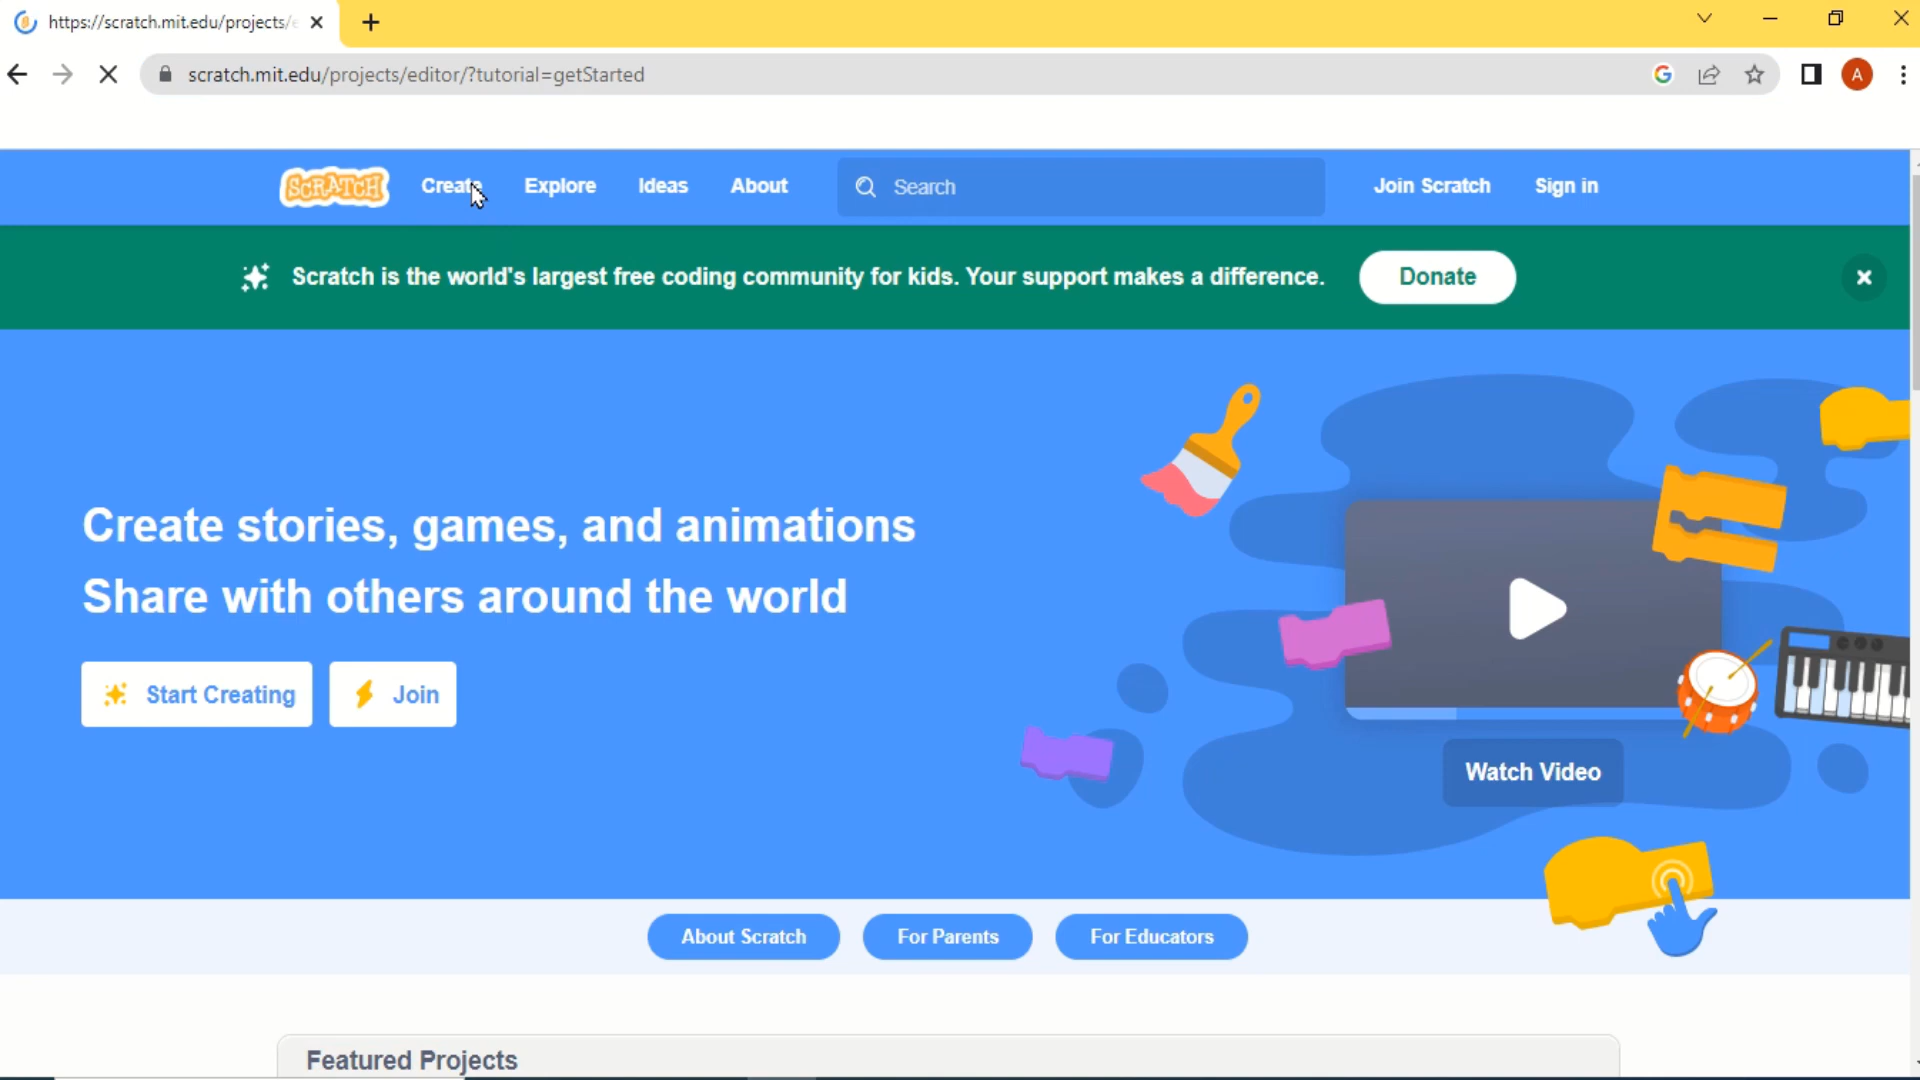 https://scratch.mit.edu/projects/e
scratch.mit.edu/projects/editor/?tutorial=getStarted
A
SCRATCH
Create
Explore
Ideas
About
Search
Join Scratch
Sign in
Scratch is the world's largest free coding community for kids. Your support makes a difference.
Donate
Create stories, games, and animations
Share with others around the world
Start Creating
Join
Watch Video
About Scratch
For Parents
For Educators
Featured Projects